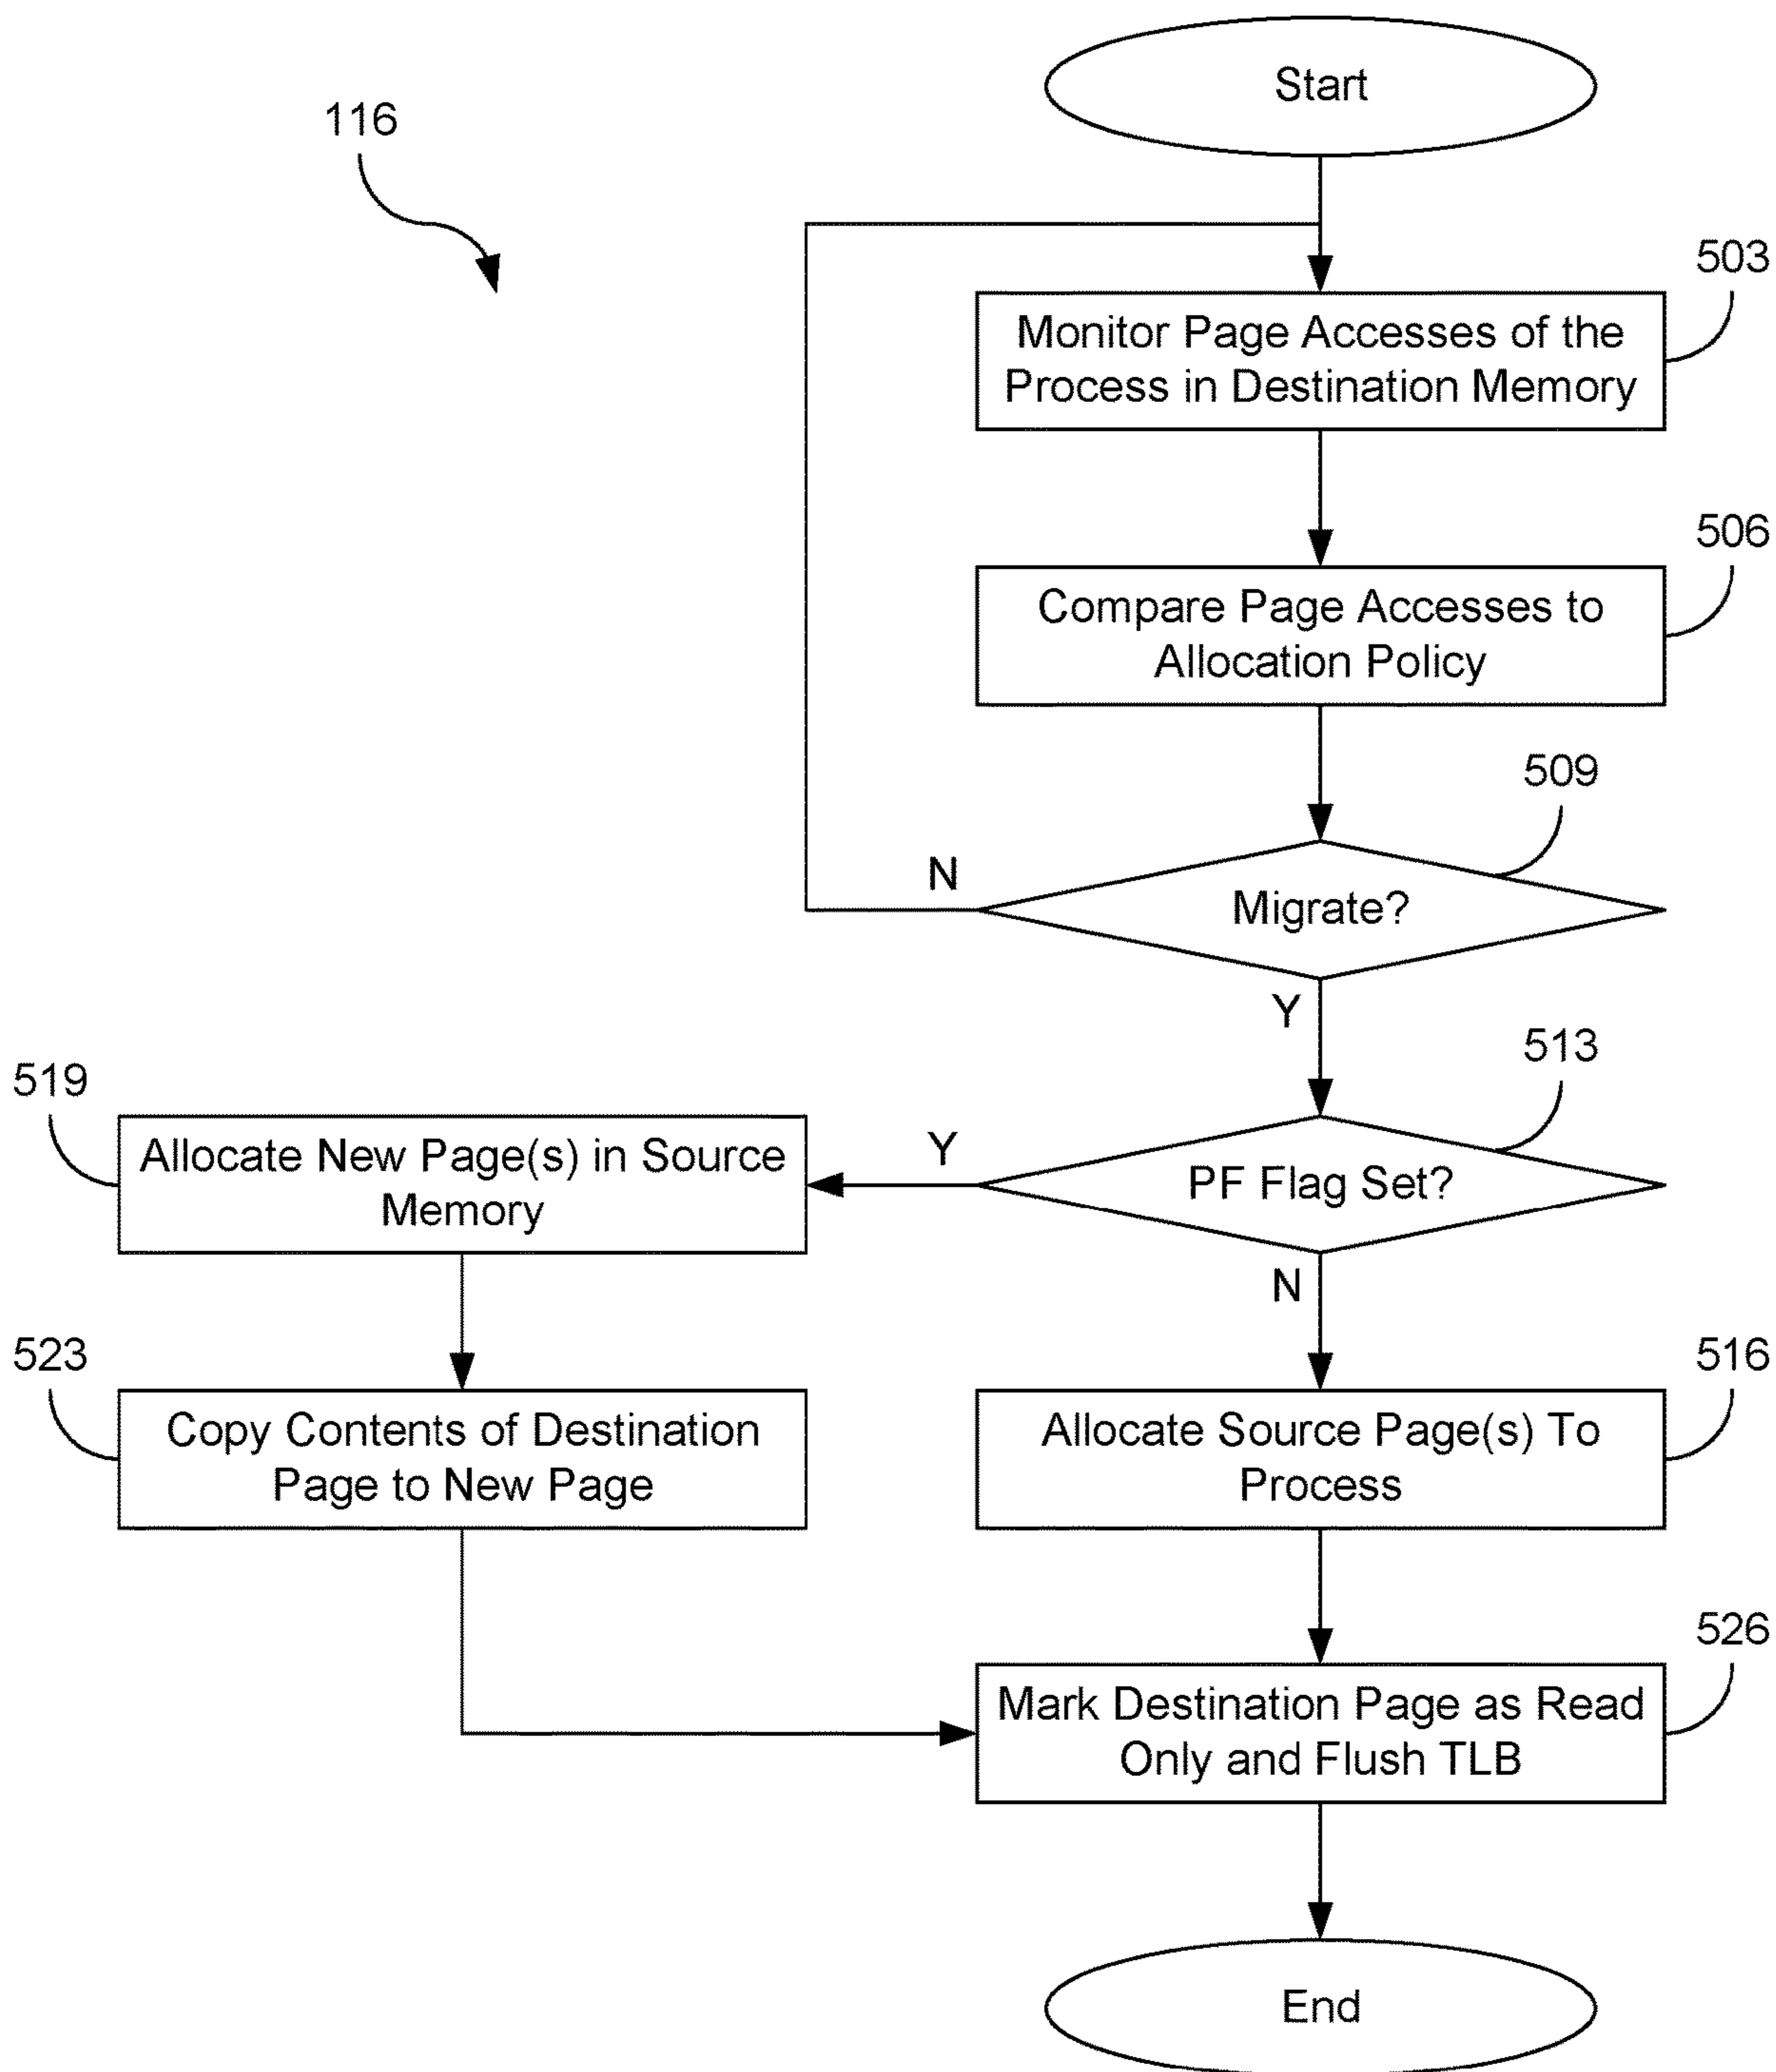 Start
116
503
Monitor Page Accesses of the
Process in Destination Memory
506
Compare Page Accesses to
Allocation Policy
509
N
Migrate?
Y
513
519
Allocate New Page(s) in Source
Memory
Y
PF Flag Set?
N
523
Copy Contents of Destination
Page to New Page
516
Allocate Source Page(s) To
Process
526
Mark Destination Page as Read
Only and Flush TLB
End